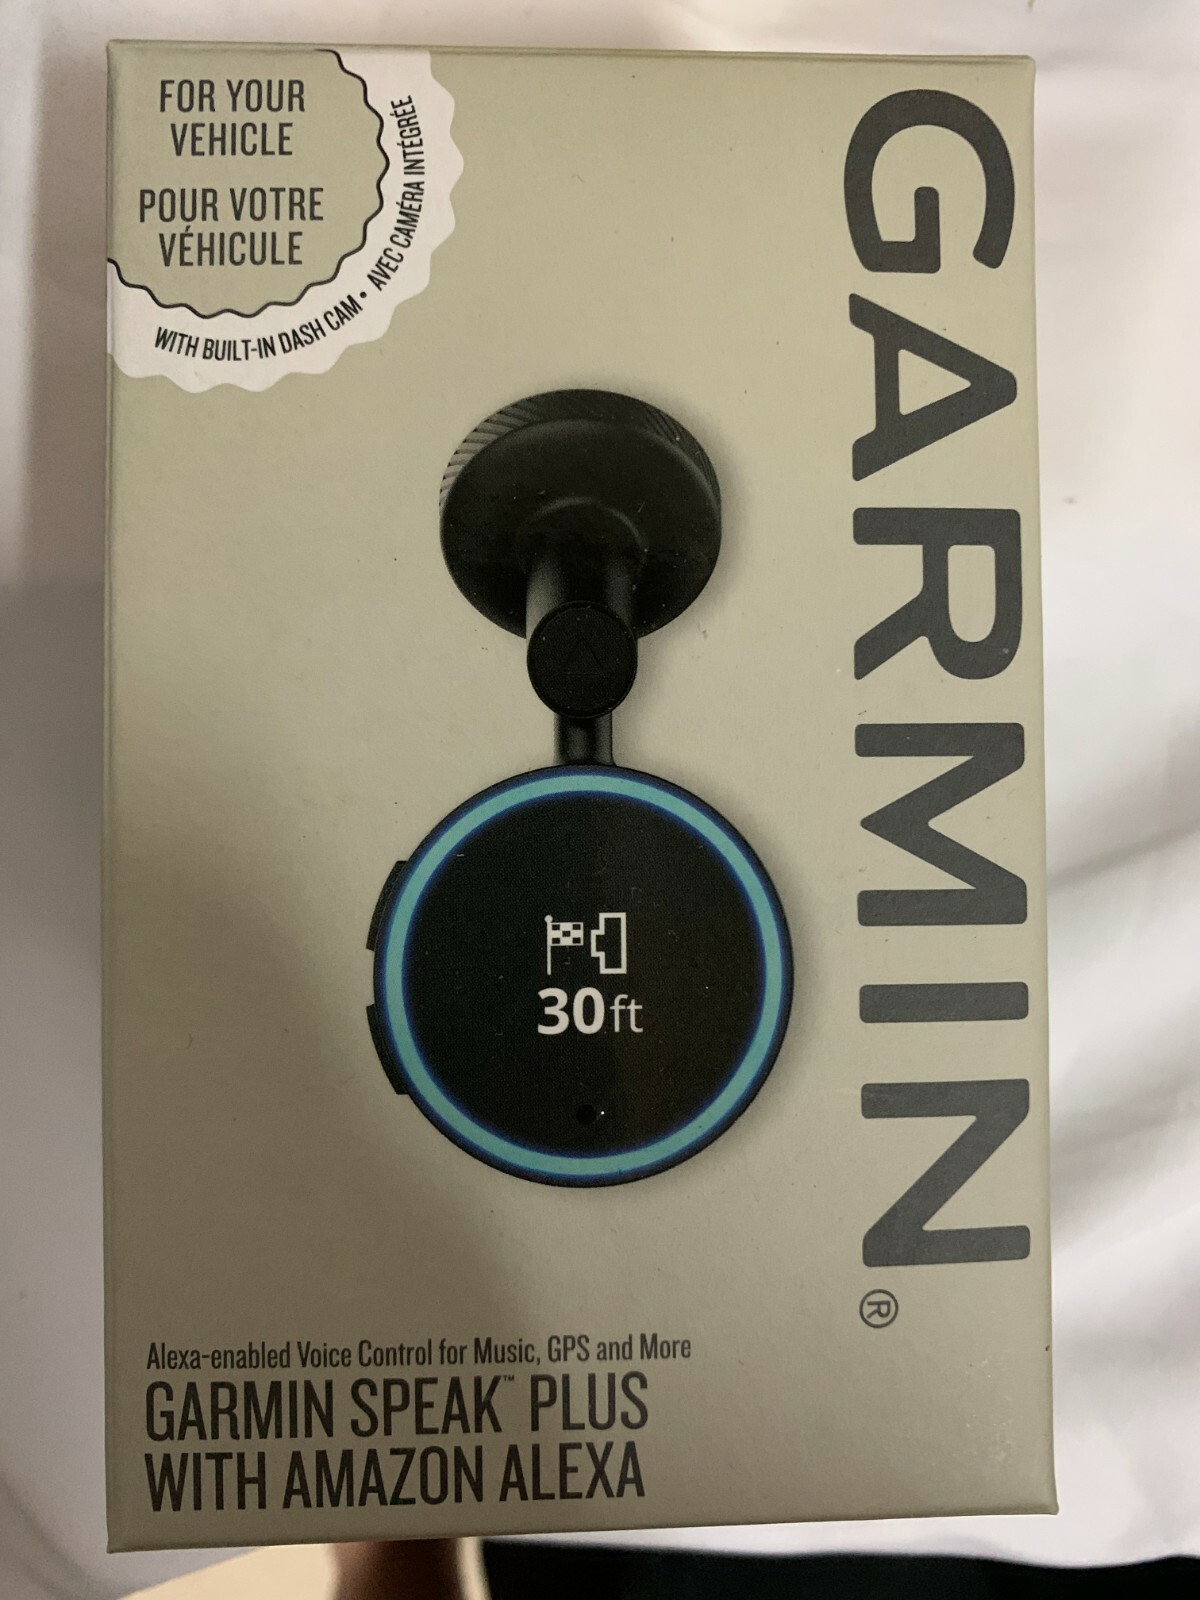 FOR YOUR
VEHICLE
POUR VOTRE
VÉHICULE
WITH BUILT-IN DASH CAM • AVEC CAMÉRA INTÉGRÉE
GARMIN®
30ft
Alexa-enabled Voice Control for Music, GPS and More
GARMIN SPEAK™ PLUS
WITH AMAZON ALEXA